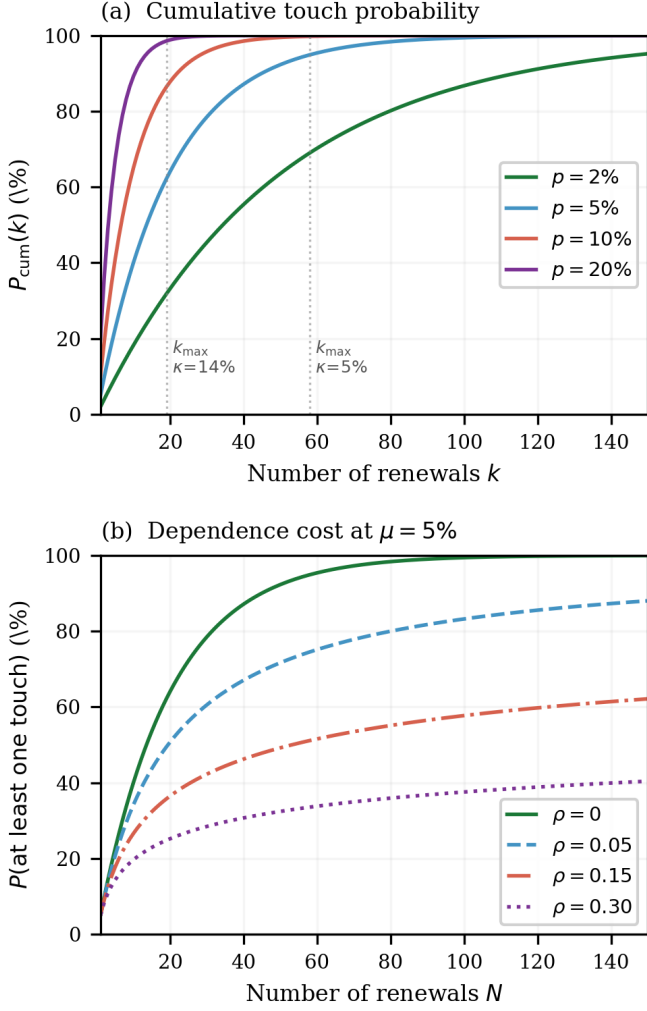 (a) Cumulative touch probability
100
80
60
40
20
0
P_cum(k) (\%)
p = 2%
p = 5%
p = 10%
p = 20%
k_max
κ=14%
k_max
κ=5%
20 40 60 80 100 120 140
Number of renewals k
(b) Dependence cost at μ = 5%
100
80
60
40
20
0
P(at least one touch) (\%)
ρ = 0
ρ = 0.05
ρ = 0.15
ρ = 0.30
20 40 60 80 100 120 140
Number of renewals N